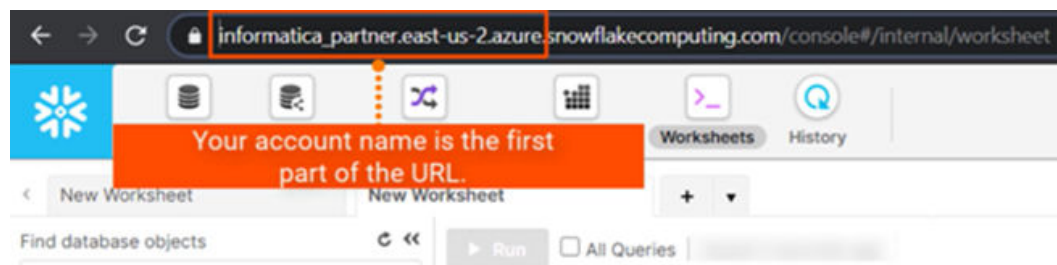 informatica_partner.east-us-2.azure.snowflakecomputing.com/console#/internal/worksheet
Your account name is the first
part of the URL.
Worksheets
History
New Worksheet
New Worksheet
Find database objects
Run
All Queries